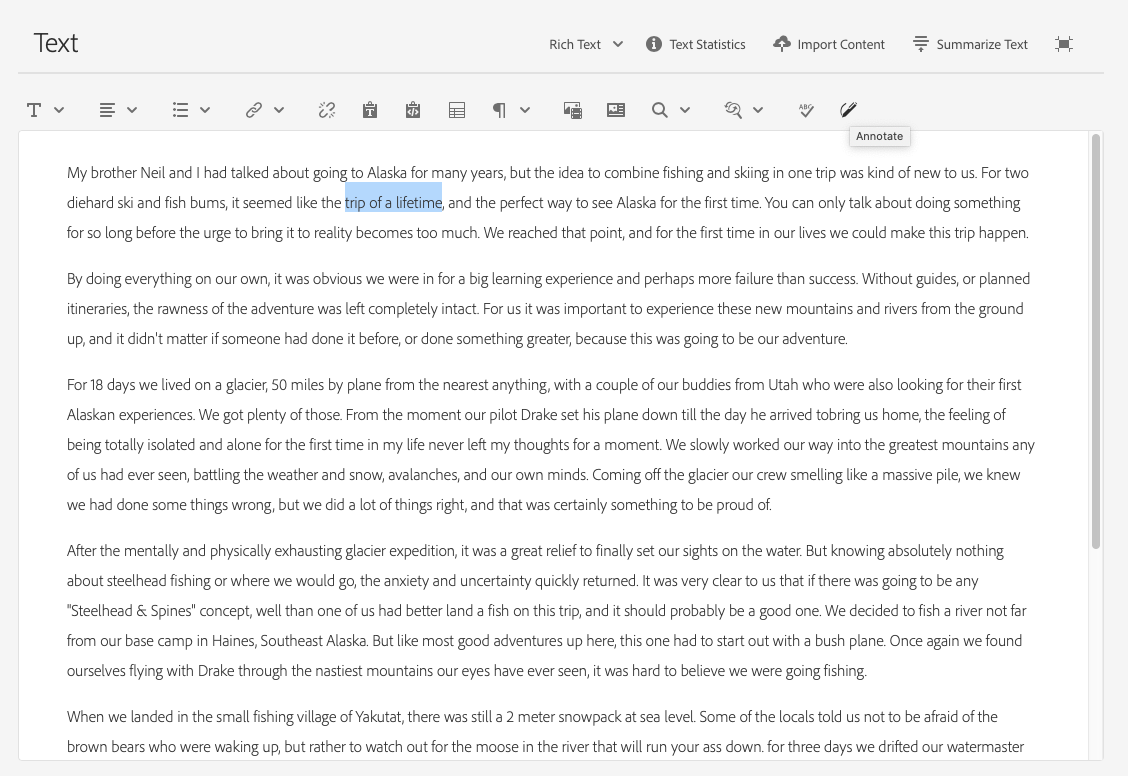 Text
Rich Text
Text Statistics
Import Content
Summarize Text
ABC
Annotate
My brother Neil and I had talked about going to Alaska for many years, but the idea to combine fishing and skiing in one trip was kind of new to us. For two
diehard ski and fish bums, it seemed like the trip of a lifetime, and the perfect way to see Alaska for the first time. You can only talk about doing something
for so long before the urge to bring it to reality becomes too much. We reached that point, and for the first time in our lives we could make this trip happen.
By doing everything on our own, it was obvious we were in for a big learning experience and perhaps more failure than success. Without guides, or planned
itineraries, the rawness of the adventure was left completely intact. For us it was important to experience these new mountains and rivers from the ground
up, and it didn't matter if someone had done it before, or done something greater, because this was going to be our adventure.
For 18 days we lived on a glacier, 50 miles by plane from the nearest anything, with a couple of our buddies from Utah who were also looking for their first
Alaskan experiences. We got plenty of those. From the moment our pilot Drake set his plane down till the day he arrived tobring us home, the feeling of
being totally isolated and alone for the first time in my life never left my thoughts for a moment. We slowly worked our way into the greatest mountains any
of us had ever seen, battling the weather and snow, avalanches, and our own minds. Coming off the glacier our crew smelling like a massive pile, we knew
we had done some things wrong, but we did a lot of things right, and that was certainly something to be proud of.
After the mentally and physically exhausting glacier expedition, it was a great relief to finally set our sights on the water. But knowing absolutely nothing
about steelhead fishing or where we would go, the anxiety and uncertainty quickly returned. It was very clear to us that if there was going to be any
"Steelhead & Spines" concept, well than one of us had better land a fish on this trip, and it should probably be a good one. We decided to fish a river not far
from our base camp in Haines, Southeast Alaska. But like most good adventures up here, this one had to start out with a bush plane. Once again we found
ourselves flying with Drake through the nastiest mountains our eyes have ever seen, it was hard to believe we were going fishing.
When we landed in the small fishing village of Yakutat, there was still a 2 meter snowpack at sea level. Some of the locals told us not to be afraid of the
brown bears who were waking up, but rather to watch out for the moose in the river that will run your ass down. for three days we drifted our watermaster